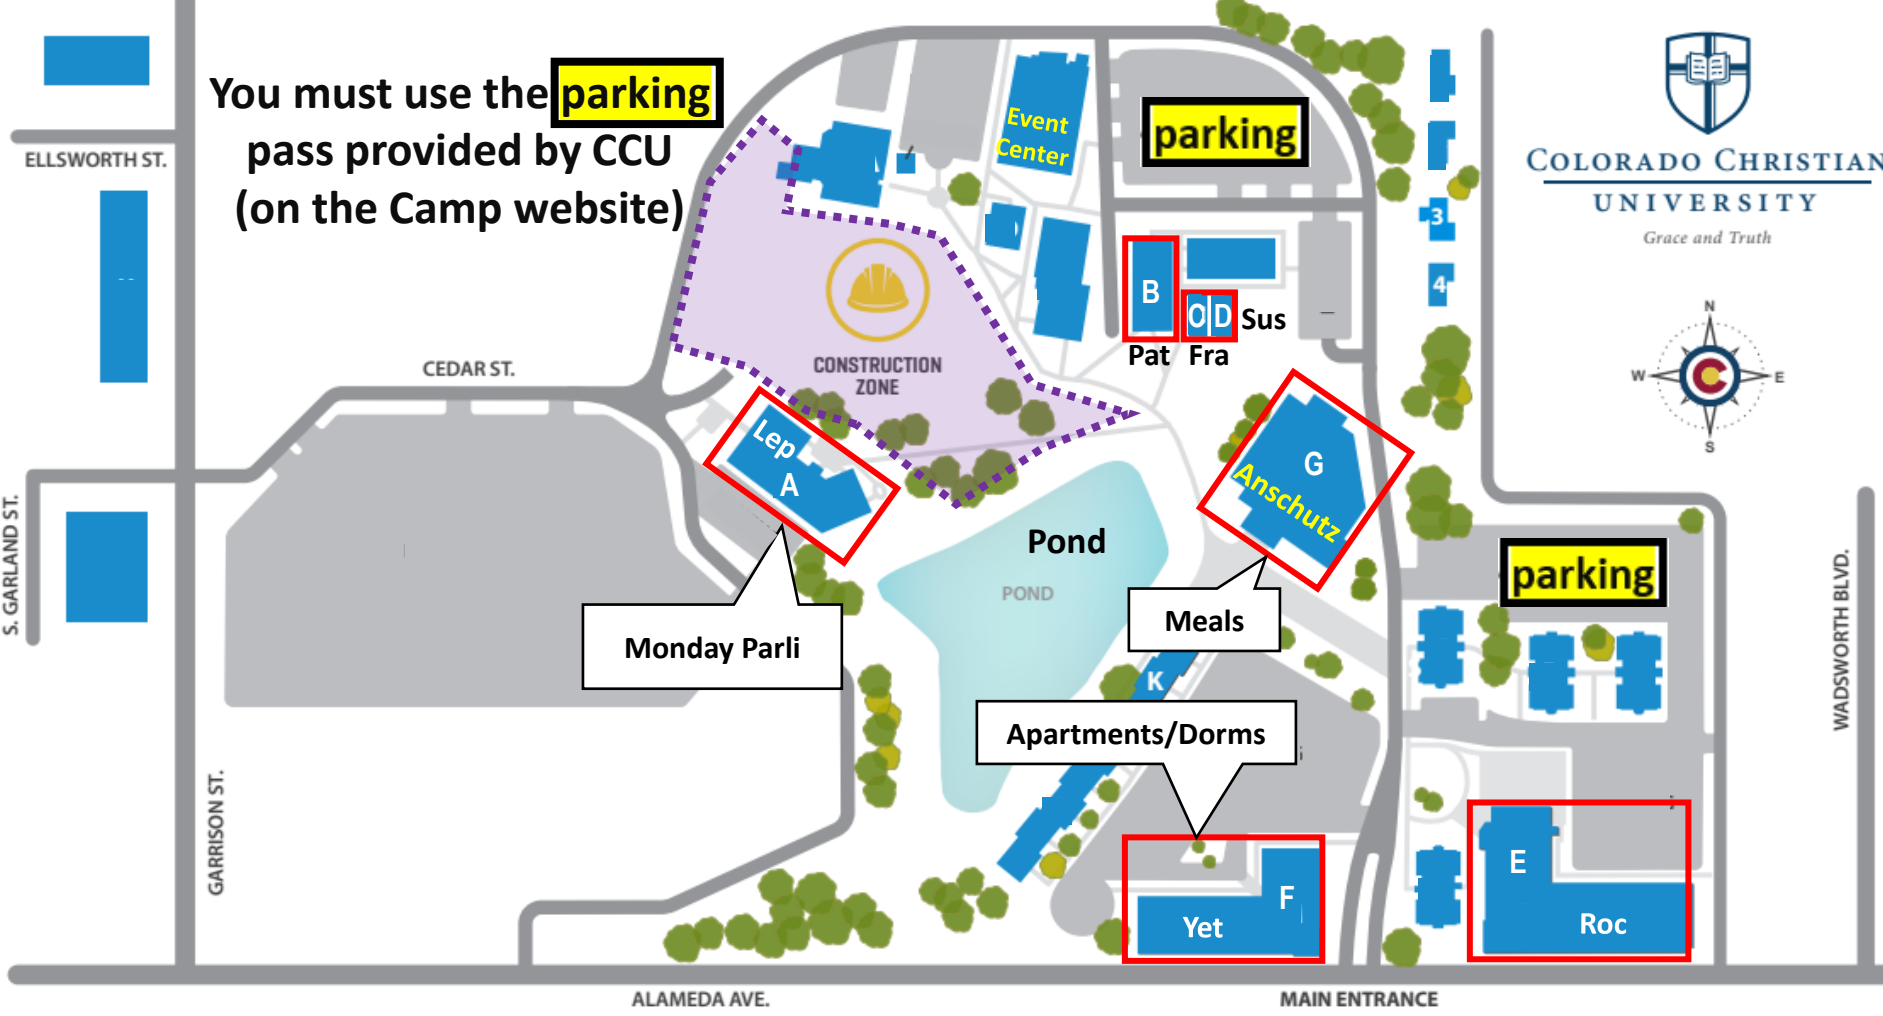 You must use the parking
pass provided by CCU
(on the Camp website)
ELLSWORTH ST.
Event
Center
parking
COLORADO CHRISTIAN
UNIVERSITY
Grace and Truth
3
4
B
O D
Sus
Pat
Fra
N
W
E
C
S
CONSTRUCTION
ZONE
CEDAR ST.
Lep
A
G
Anschutz
S. GARLAND ST.
Pond
POND
parking
WADSWORTH BLVD.
Monday Parli
Meals
K
Apartments/Dorms
GARRISON ST.
F
Yet
E
Roc
ALAMEDA AVE.
MAIN ENTRANCE